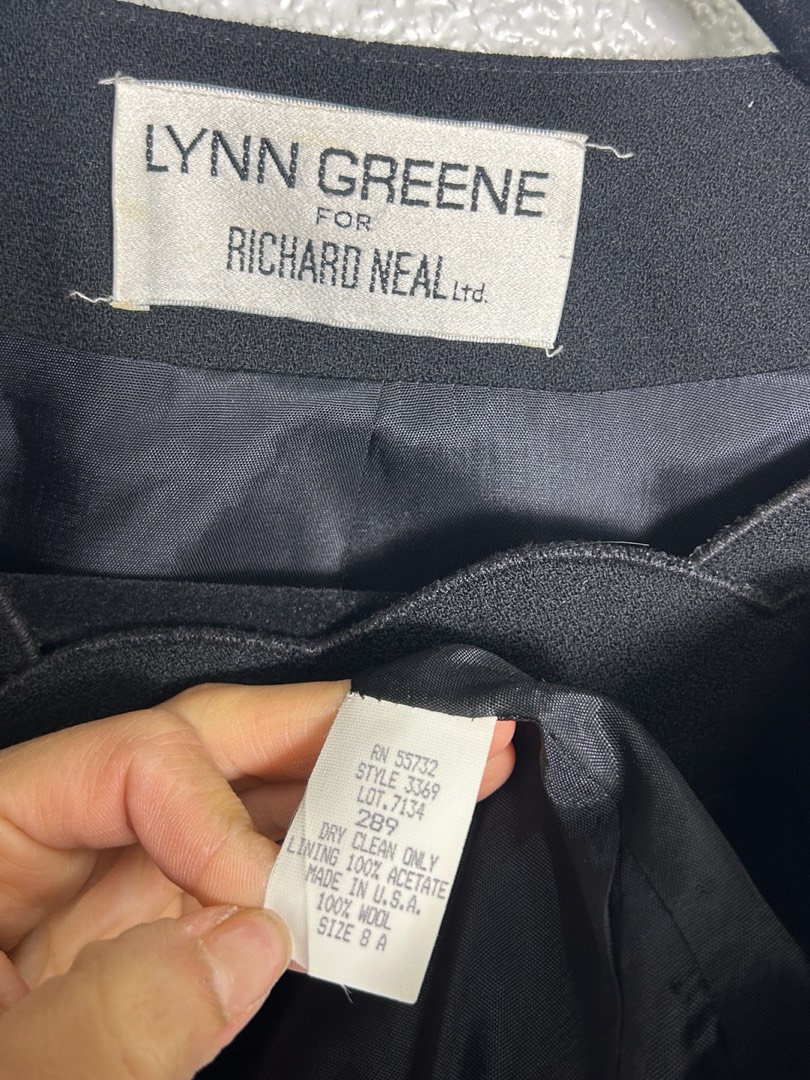 LYNN GREENE
FOR
RICHARD NEAL Ltd.
RN 55732
STYLE 3369
LOT.7134
289
DRY CLEAN ONLY
LINING 100% ACETATE
MADE IN U.S.A.
100% WOOL
SIZE 8 A